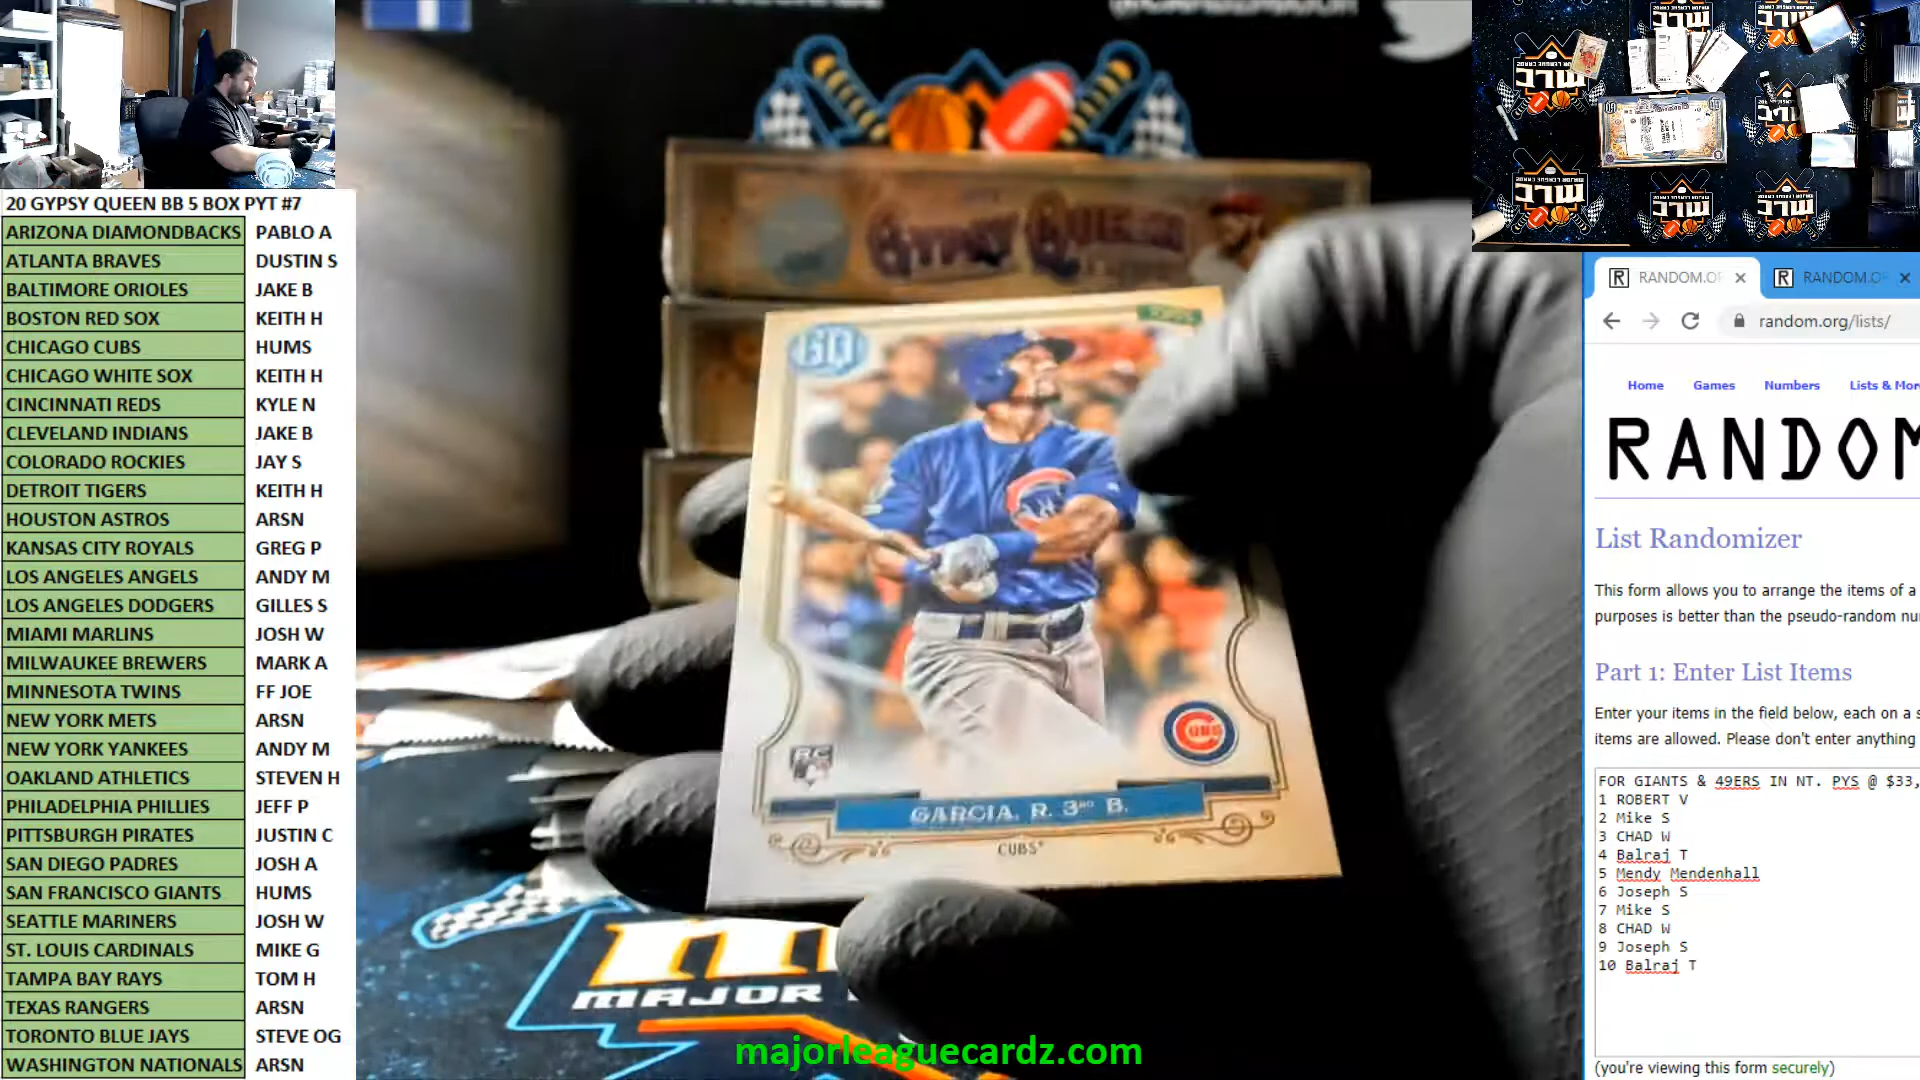 20 GYPSY QUEEN BB 5 BOX PYT #7
ARIZONA DIAMONDBACKS PABLO A
ATLANTA BRAVES DUSTIN S
BALTIMORE ORIOLES JAKE B
BOSTON RED SOX KEITH H
CHICAGO CUBS HUMS
CHICAGO WHITE SOX KEITH H
CINCINNATI REDS KYLE N
CLEVELAND INDIANS JAKE B
COLORADO ROCKIES JAY S
DETROIT TIGERS KEITH H
HOUSTON ASTROS ARSN
KANSAS CITY ROYALS GREG P
LOS ANGELES ANGELS ANDY M
LOS ANGELES DODGERS GILLES S
MIAMI MARLINS JOSH W
MILWAUKEE BREWERS MARK A
MINNESOTA TWINS FF JOE
NEW YORK METS ARSN
NEW YORK YANKEES ANDY M
OAKLAND ATHLETICS STEVEN H
PHILADELPHIA PHILLIES JEFF P
PITTSBURGH PIRATES JUSTIN C
SAN DIEGO PADRES JOSH A
SAN FRANCISCO GIANTS HUMS
SEATTLE MARINERS JOSH W
ST. LOUIS CARDINALS MIKE G
TAMPA BAY RAYS TOM H
TEXAS RANGERS ARSN
TORONTO BLUE JAYS STEVE OG
WASHINGTON NATIONALS ARSN
GYPSY QUEEN
GQ
TOPPS
RC
CUBS
GARCIA, R. 3RD B.
CUBS
MAJOR
majorleaguecardz.com
RANDOM.O
RANDOM.O
random.org/lists/
Home Games Numbers Lists & Mor
RANDOM
List Randomizer
This form allows you to arrange the items of a
purposes is better than the pseudo-random nu
Part 1: Enter List Items
Enter your items in the field below, each on a s
items are allowed. Please don't enter anything
FOR GIANTS & 49ERS IN NT. PYS @ $33,
1 ROBERT V
2 Mike S
3 CHAD W
4 Balraj T
5 Mendy Mendenhall
6 Joseph S
7 Mike S
8 CHAD W
9 Joseph S
10 Balraj T
(you're viewing this form securely)